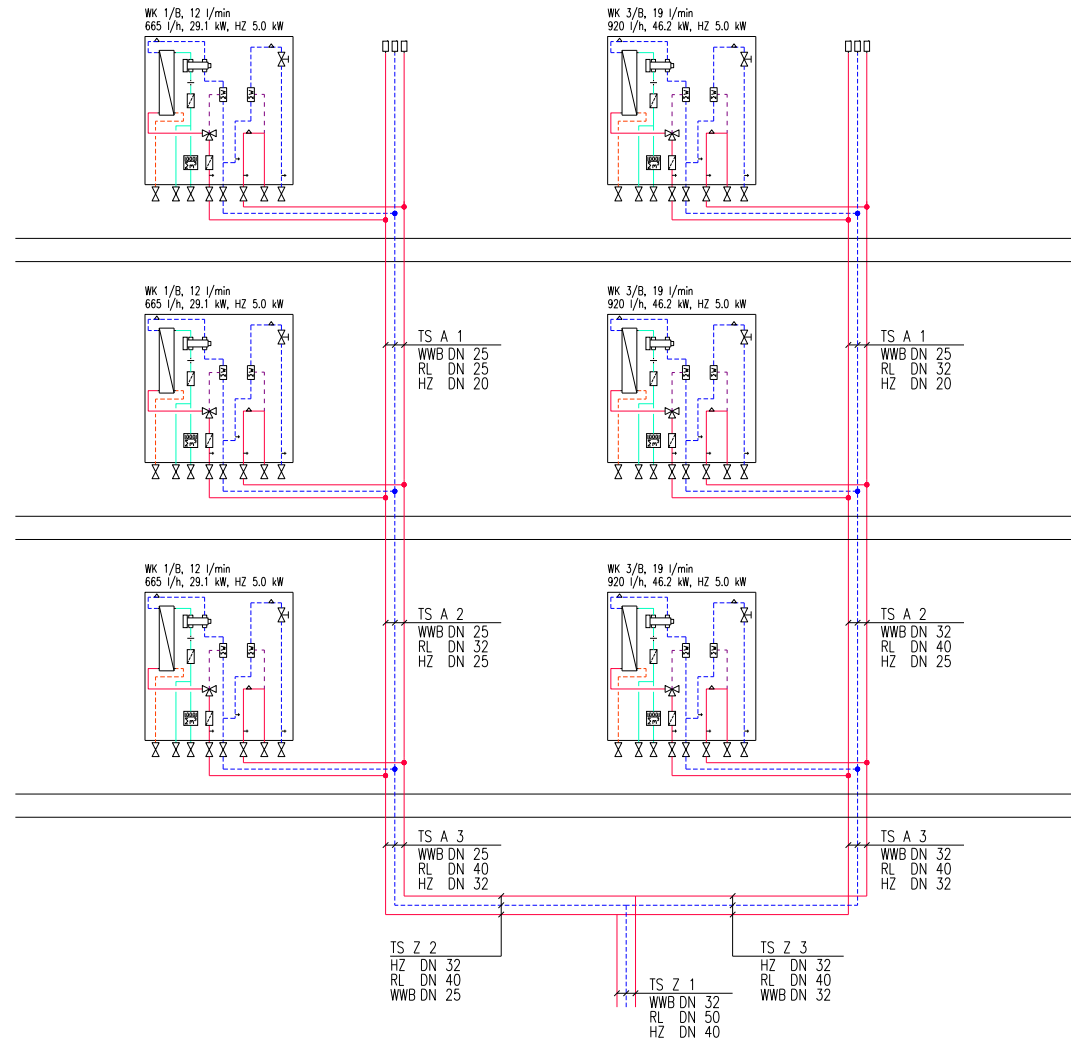 WK 1/B, 12 l/min
665 l/h, 29.1 kW, HZ 5.0 kW
WK 3/B, 19 l/min
920 l/h, 46.2 kW, HZ 5.0 kW
WK 1/B, 12 l/min
665 l/h, 29.1 kW, HZ 5.0 kW
WK 3/B, 19 l/min
920 l/h, 46.2 kW, HZ 5.0 kW
TS A 1
WWB DN 25
RL DN 25
HZ DN 20
TS A 1
WWB DN 25
RL DN 32
HZ DN 20
WK 1/B, 12 l/min
665 l/h, 29.1 kW, HZ 5.0 kW
WK 3/B, 19 l/min
920 l/h, 46.2 kW, HZ 5.0 kW
TS A 2
WWB DN 25
RL DN 32
HZ DN 25
TS A 2
WWB DN 32
RL DN 40
HZ DN 25
TS A 3
WWB DN 25
RL DN 40
HZ DN 32
TS A 3
WWB DN 32
RL DN 40
HZ DN 32
TS Z 2
HZ DN 32
RL DN 40
WWB DN 25
TS Z 3
HZ DN 32
RL DN 40
WWB DN 32
TS Z 1
WWB DN 32
RL DN 50
HZ DN 40